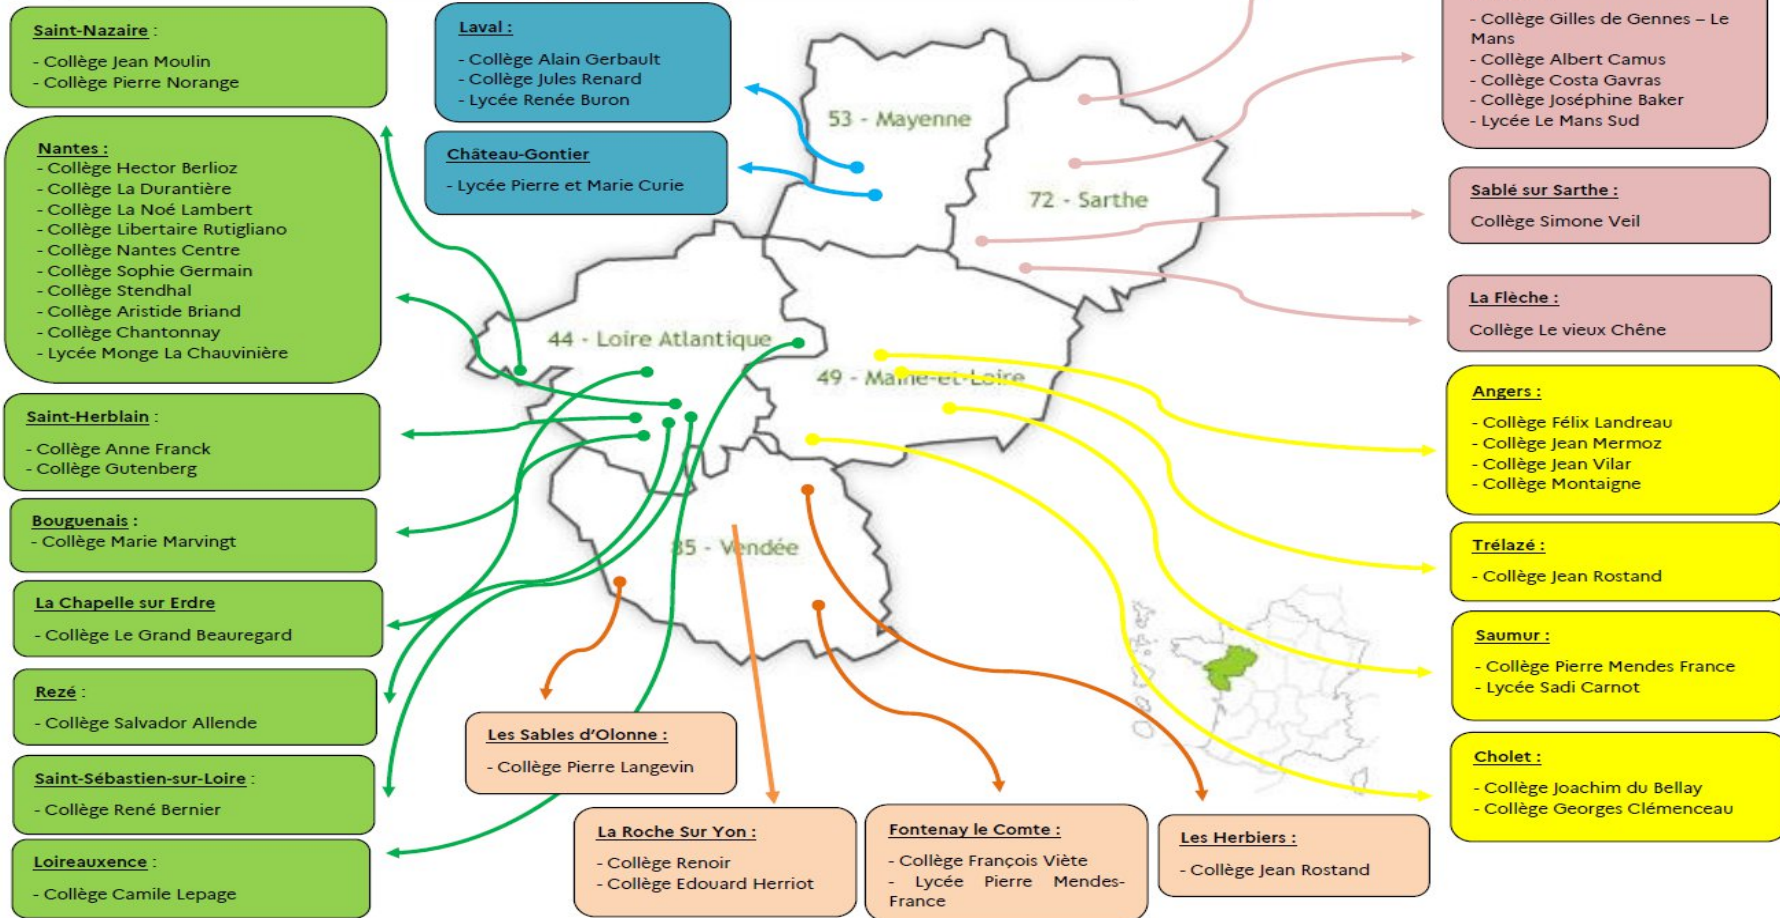 Saint-Nazaire :
- Collège Jean Moulin
- Collège Pierre Norange
Nantes :
- Collège Hector Berlioz
- Collège La Durantière
- Collège La Noé Lambert
- Collège Libertaire Rutigliano
- Collège Nantes Centre
- Collège Sophie Germain
- Collège Stendhal
- Collège Aristide Briand
- Collège Chantonnay
- Lycée Monge La Chauvinière
Saint-Herblain :
- Collège Anne Franck
- Collège Gutenberg
Bouguenais :
- Collège Marie Marvingt
La Chapelle sur Erdre
- Collège Le Grand Beauregard
Rezé :
- Collège Salvador Allende
Saint-Sébastien-sur-Loire :
- Collège René Bernier
Loireauxence :
- Collège Camile Lepage
Laval :
- Collège Alain Gerbault
- Collège Jules Renard
- Lycée Renée Buron
Château-Gontier
- Lycée Pierre et Marie Curie
53 - Mayenne
72 - Sarthe
44 - Loire Atlantique
49 - Maine-et-Loire
85 - Vendée
Les Sables d'Olonne :
- Collège Pierre Langevin
La Roche Sur Yon :
- Collège Renoir
- Collège Edouard Herriot
Fontenay le Comte :
- Collège François Viète
- Lycée Pierre Mendes-
France
Les Herbiers :
- Collège Jean Rostand
- Collège Gilles de Gennes – Le
Mans
- Collège Albert Camus
- Collège Costa Gavras
- Collège Joséphine Baker
- Lycée Le Mans Sud
Sablé sur Sarthe :
Collège Simone Veil
La Flèche :
Collège Le vieux Chêne
Angers :
- Collège Félix Landreau
- Collège Jean Mermoz
- Collège Jean Vilar
- Collège Montaigne
Trélazé :
- Collège Jean Rostand
Saumur :
- Collège Pierre Mendes France
- Lycée Sadi Carnot
Cholet :
- Collège Joachim du Bellay
- Collège Georges Clémenceau